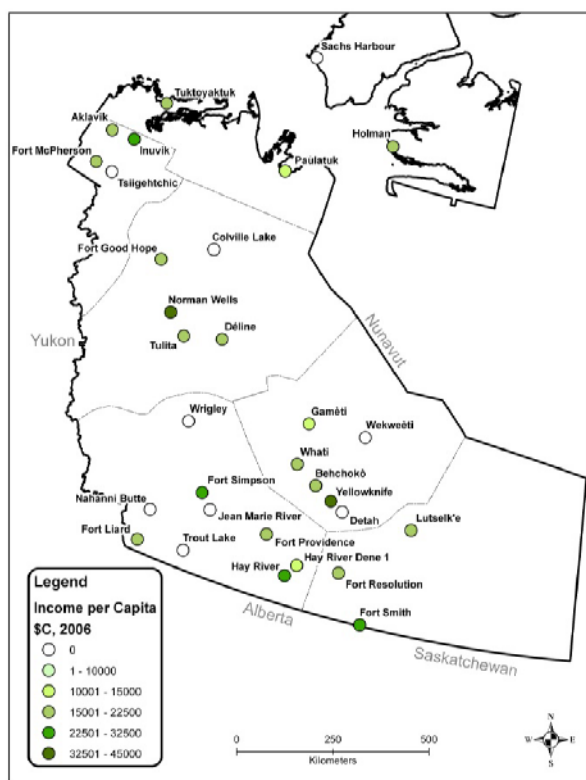 Sachs Harbour
Tuktoyaktuk
Aklavik
Holman
Fort McPherson
Inuvik
Paulatuk
Tsiigehtchic
Colville Lake
Fort Good Hope
Norman Wells
Nunavut
Yukon
Déline
Tulita
Wrigley
Gamèti
Wekweèti
Whati
Behchokò
Fort Simpson
Yellowknife
Nahanni Butte
Jean Marie River
Detah
Lutselk'e
Fort Liard
Trout Lake
Fort Providence
Hay River Dene 1
Hay River
Fort Resolution
Alberta
Fort Smith
Saskatchewan
Legend
Income per Capita
$C, 2006
0
1 - 10000
10001 - 15000
15001 - 22500
22501 - 32500
32501 - 45000
0 250 500
Kilometers
N
W E
S